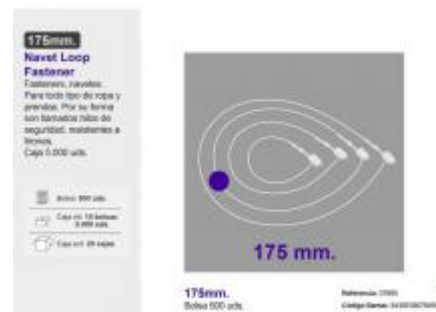 175mm.
Navet Loop
Fastener
Fasteners, navetes.
Para todo tipo de ropa y
prendas. Por su forma
son llamados hilos de
seguridad, resistentes a
tirones.
Caja 5.000 uds.
Bolsa 500 uds.
Caja int. 10 bolsas
5.000 uds.
Caja ext. 20 cajas
175 mm.
175mm.
Bolsa 500 uds.
Referencia:
Código Barras: